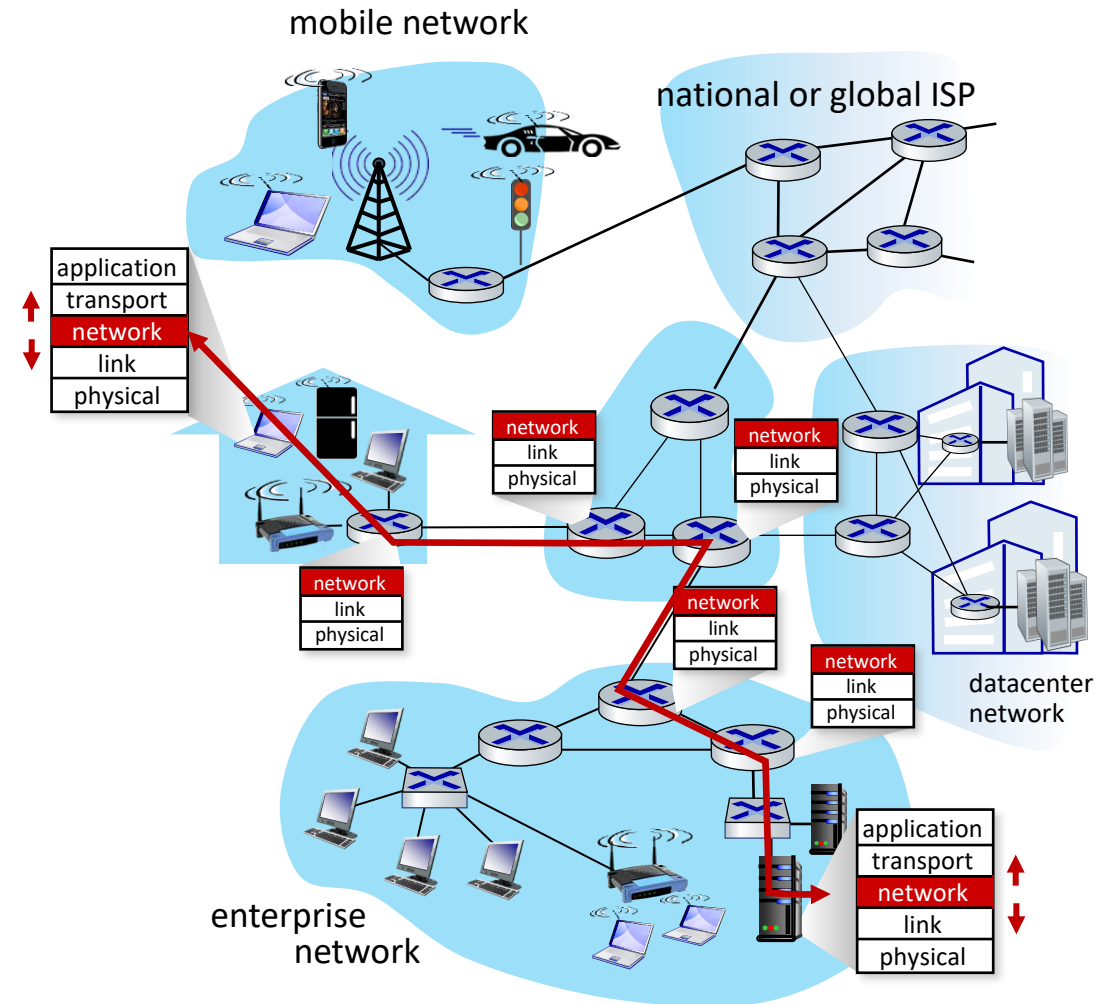 mobile network
national or global ISP
application
transport
network
link
physical
network
link
physical
network
link
physical
network
link
physical
network
link
physical
network
link
physical
datacenter
network
application
transport
network
link
physical
enterprise
network